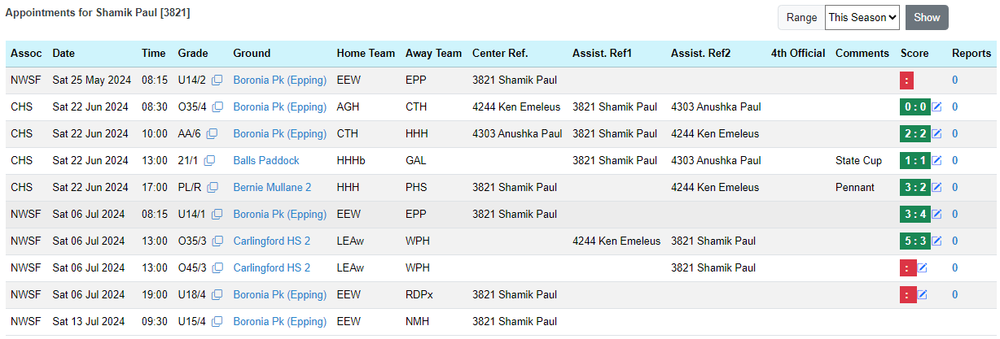 Appointments for Shamik Paul [3821]
Range This Season Show
Assoc Date Time Grade Ground Home Team Away Team Center Ref. Assist. Ref1 Assist. Ref2 4th Official Comments Score Reports
NWSF Sat 25 May 2024 08:15 U14/2 Boronia Pk (Epping) EEW EPP 3821 Shamik Paul : 0
CHS Sat 22 Jun 2024 08:30 O35/4 Boronia Pk (Epping) AGH CTH 4244 Ken Emeleus 3821 Shamik Paul 4303 Anushka Paul 0 : 0 0
CHS Sat 22 Jun 2024 10:00 AA/6 Boronia Pk (Epping) CTH HHH 4303 Anushka Paul 3821 Shamik Paul 4244 Ken Emeleus 2 : 2 0
CHS Sat 22 Jun 2024 13:00 21/1 Balls Paddock HHHb GAL 3821 Shamik Paul 4303 Anushka Paul State Cup 1 : 1 0
CHS Sat 22 Jun 2024 17:00 PL/R Bernie Mullane 2 HHH PHS 3821 Shamik Paul 4244 Ken Emeleus Pennant 3 : 2 0
NWSF Sat 06 Jul 2024 08:15 U14/1 Boronia Pk (Epping) EEW EPP 3821 Shamik Paul 3 : 4 0
NWSF Sat 06 Jul 2024 13:00 O35/3 Carlingford HS 2 LEAw WPH 4244 Ken Emeleus 3821 Shamik Paul 5 : 3 0
NWSF Sat 06 Jul 2024 13:00 O45/3 Carlingford HS 2 LEAw WPH 3821 Shamik Paul : 0
NWSF Sat 06 Jul 2024 19:00 U18/4 Boronia Pk (Epping) EEW RDPx 3821 Shamik Paul : 0
NWSF Sat 13 Jul 2024 09:30 U15/4 Boronia Pk (Epping) EEW NMH 3821 Shamik Paul